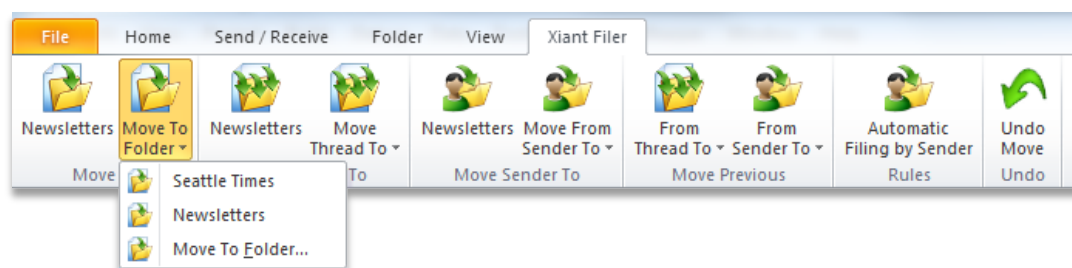 File Home Send / Receive Folder View Xiant Filer
Newsletters Move To Newsletters Move Newsletters Move From From From Automatic Undo
Folder Thread To Sender To Thread To Sender To Filing by Sender Move
Move To Move Sender To Move Previous Rules Undo
Seattle Times
Newsletters
Move To Folder...